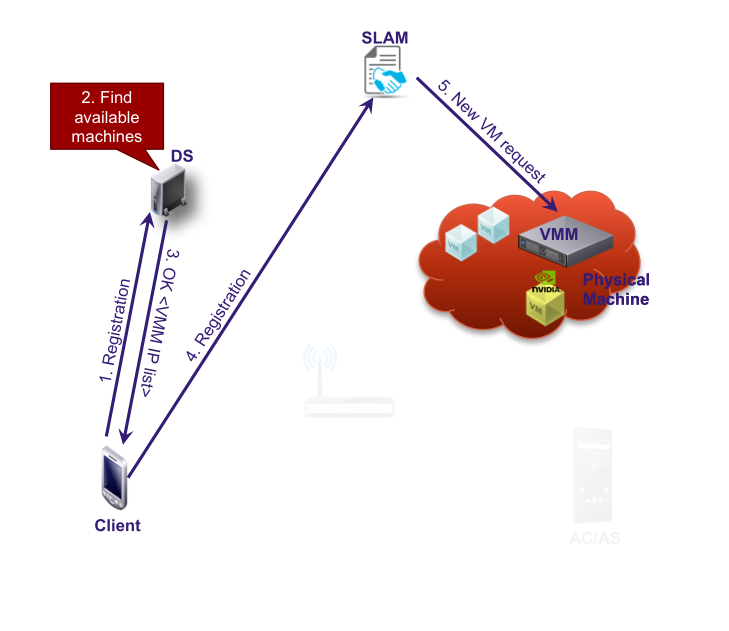 SLAM
2. Find
available
machines
DS
5. New VM request
VM
VM
VMM
Physical
Machine
NVIDIA
VM
1. Registration
3. OK <VMM IP list>
4. Registration
Client
AC/AS